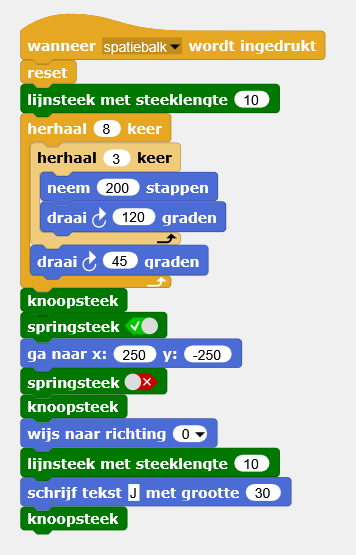 wanneer spatiebalk wordt ingedrukt
reset
lijnsteek met steeklengte 10
herhaal 8 keer
herhaal 3 keer
neem 200 stappen
draai 120 graden
draai 45 graden
knoopsteek
springsteek
ga naar x: 250 y: -250
springsteek
knoopsteek
wijs naar richting 0
lijnsteek met steeklengte 10
schrijf tekst J met grootte 30
knoopsteek